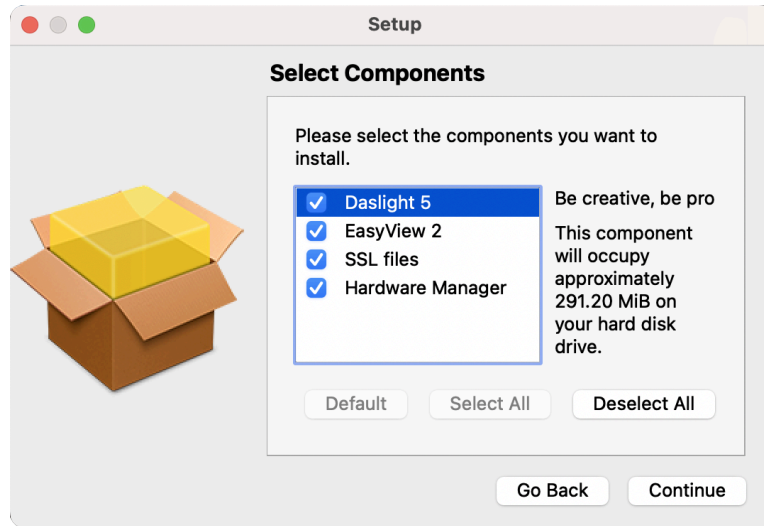 Setup
Select Components
Please select the components you want to
install.
Daslight 5
EasyView 2
SSL files
Hardware Manager
Be creative, be pro
This component
will occupy
approximately
291.20 MiB on
your hard disk
drive.
Default
Select All
Deselect All
Go Back
Continue